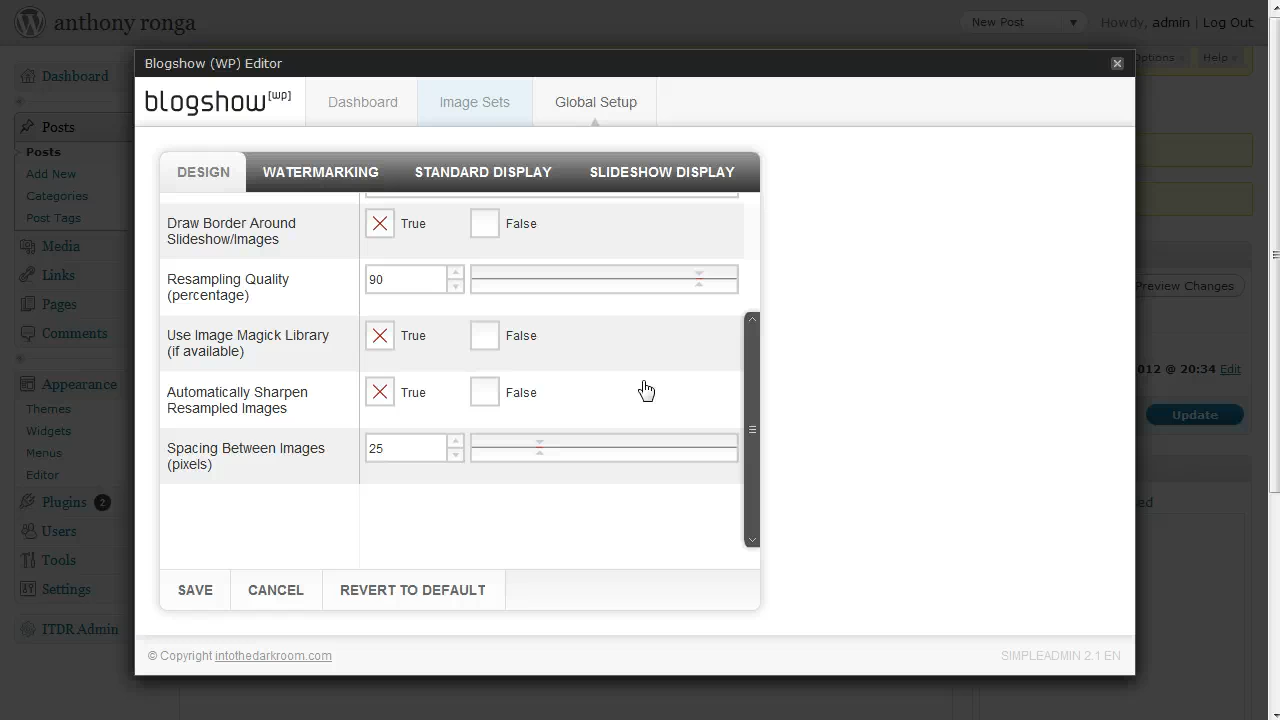 anthony ronga
New Post
Howdy, admin | Log Out
Dashboard
Options
Help
Posts
Posts
Add New
Categories
Post Tags
Media
Links
Pages
Comments
Appearance
Themes
Widgets
Menus
Editor
Plugins 2
Users
Tools
Settings
ITDR Admin
Blogshow (WP) Editor
blogshow[wp]
Dashboard
Image Sets
Global Setup
DESIGN
WATERMARKING
STANDARD DISPLAY
SLIDESHOW DISPLAY
Draw Border Around
Slideshow/Images
True
False
Resampling Quality
(percentage)
90
Use Image Magick Library
(if available)
True
False
Automatically Sharpen
Resampled Images
True
False
Spacing Between Images
(pixels)
25
SAVE
CANCEL
REVERT TO DEFAULT
© Copyright intothedarkroom.com
SIMPLEADMIN 2.1 EN
Preview Changes
012 @ 20:34 Edit
Update